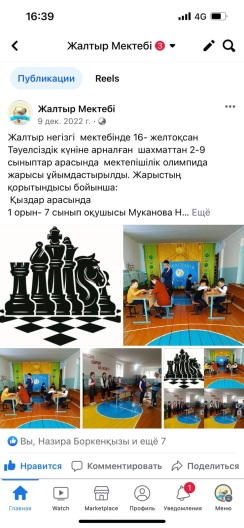 16:39
4G
Жалтыр Мектебі 3
Публикации
Reels
Жалтыр Мектебі
9 дек. 2022 г. ·
Жалтыр негізгі мектебінде 16- желтоқсан
Тәуелсіздік күніне арналған шахматтан 2-9
сыныптар арасында мектепішілік олимпида
жарысы ұйымдастырылды. Жарыстың
қорытындысы бойынша:
Қыздар арасында
1 орын- 7 сынып оқушысы Муканова Н... Ещё
Вы, Назира Боркенқызы и ещё 7
Нравится
Комментировать
Поделиться
1
Главная
Watch
Marketplace
Профиль
Уведомления
Меню